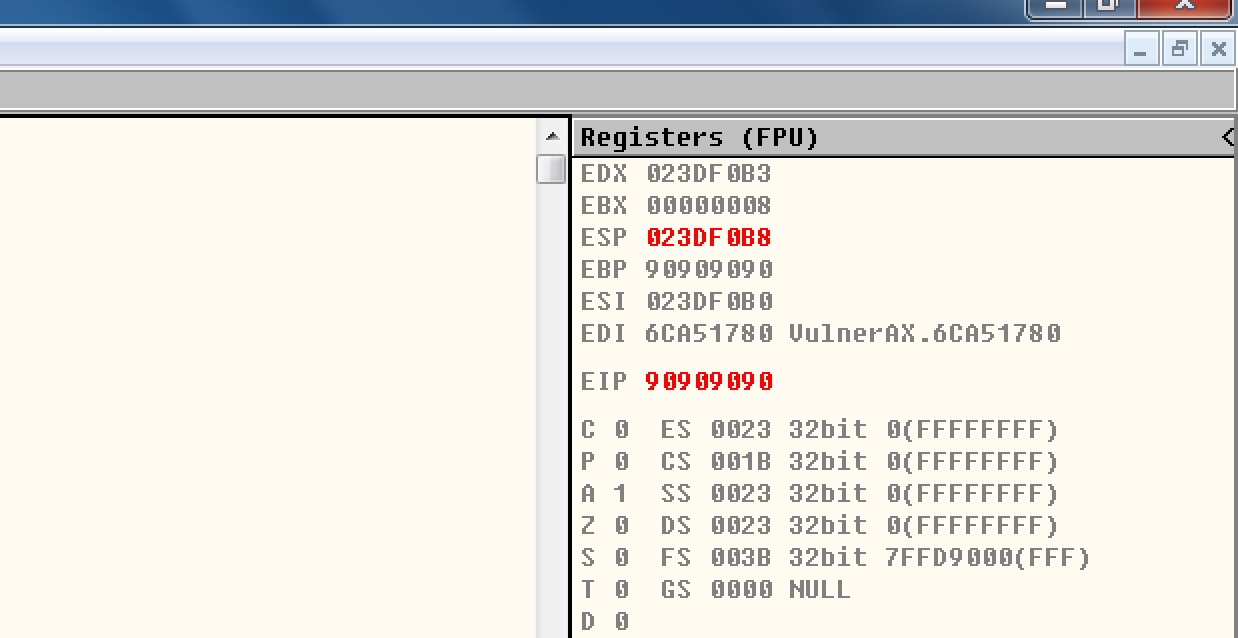 Registers (FPU) <
EDX 023DF0B3
EBX 00000008
ESP 023DF0B8
EBP 90909090
ESI 023DF0B0
EDI 6CA51780 VulnerAX.6CA51780
EIP 90909090
C 0 ES 0023 32bit 0(FFFFFFFF)
P 0 CS 001B 32bit 0(FFFFFFFF)
A 1 SS 0023 32bit 0(FFFFFFFF)
Z 0 DS 0023 32bit 0(FFFFFFFF)
S 0 FS 003B 32bit 7FFD9000(FFF)
T 0 GS 0000 NULL
D 0